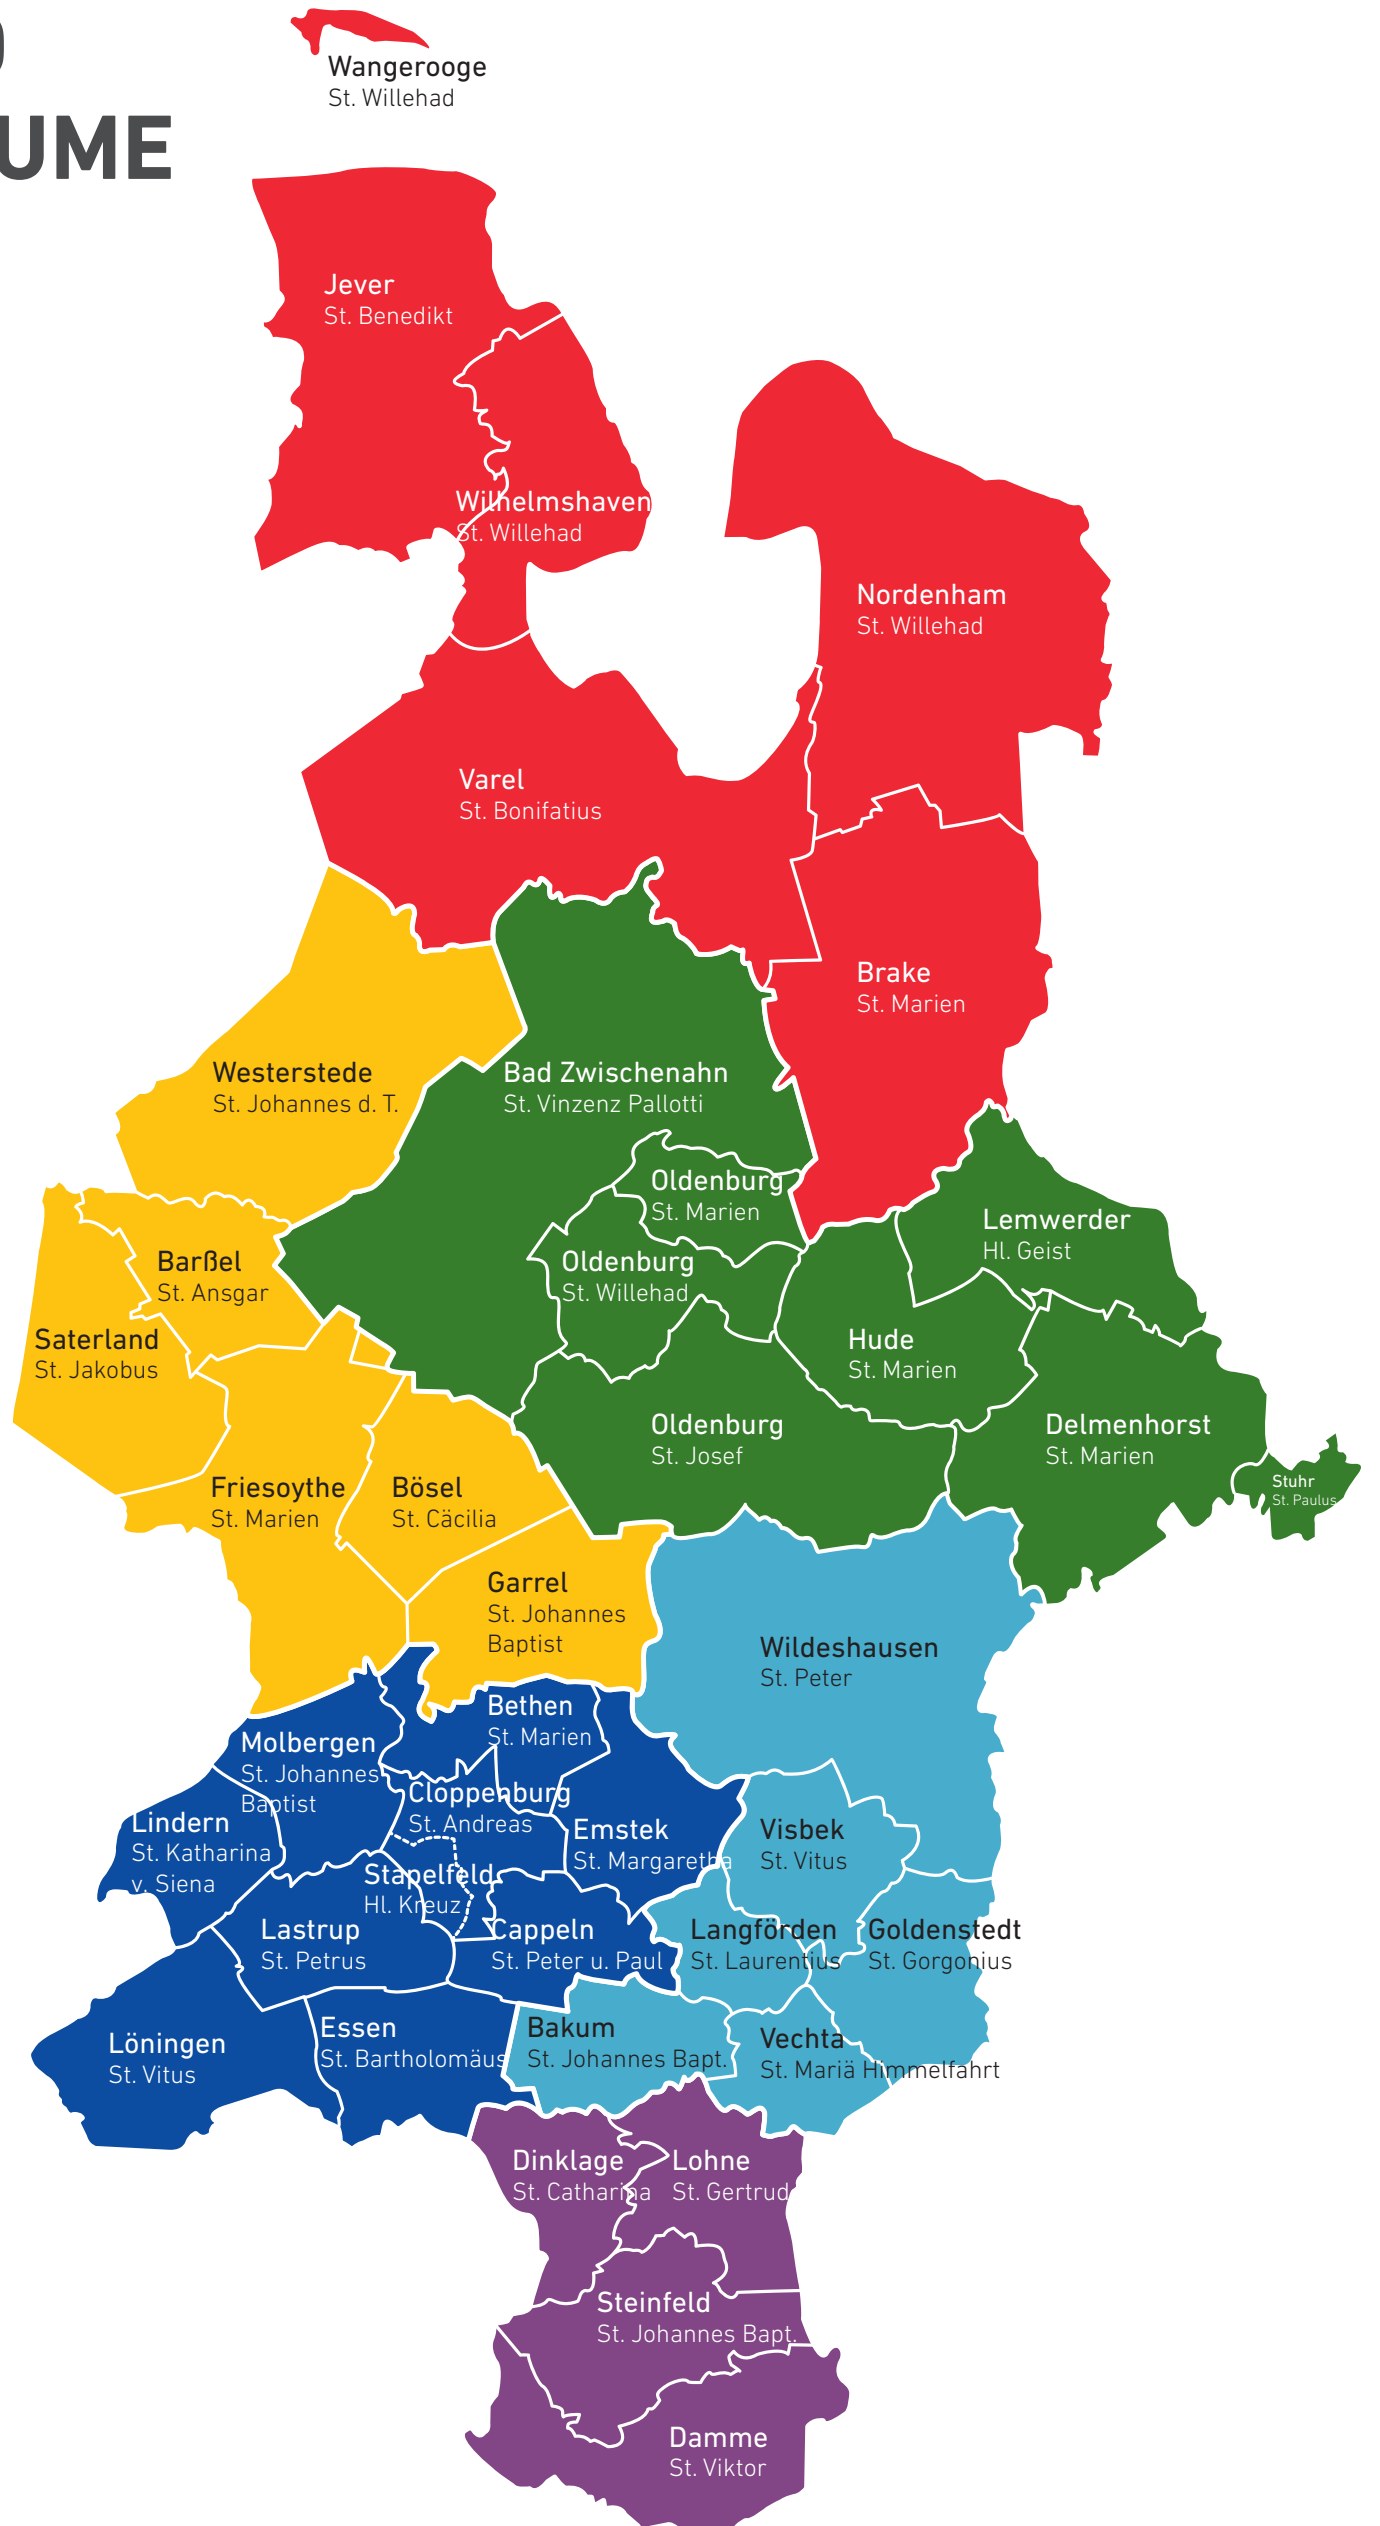 UME
Wangerooge
St. Willehad
Jever
St. Benedikt
Wilhelmshaven
St. Willehad
Nordenham
St. Willehad
Varel
St. Bonifatius
Brake
St. Marien
Westerstede
St. Johannes d. T.
Bad Zwischenahn
St. Vinzenz Pallotti
Oldenburg
St. Marien
Lemwerder
Hl. Geist
Barßel
St. Ansgar
Oldenburg
St. Willehad
Saterland
St. Jakobus
Hude
St. Marien
Oldenburg
St. Josef
Delmenhorst
St. Marien
Stuhr
St. Paulus
Friesoythe
St. Marien
Bösel
St. Cäcilia
Garrel
St. Johannes
Baptist
Wildeshausen
St. Peter
Bethen
St. Marien
Molbergen
St. Johannes
Baptist
Cloppenburg
St. Andreas
Lindern
St. Katharina
v. Siena
Emstek
St. Margaretha
Visbek
St. Vitus
Stapelfeld
Hl. Kreuz
Lastrup
St. Petrus
Cappeln
St. Peter u. Paul
Langförden
St. Laurentius
Goldenstedt
St. Gorgonius
Löningen
St. Vitus
Essen
St. Bartholomäus
Bakum
St. Johannes Bapt.
Vechta
St. Mariä Himmelfahrt
Dinklage
St. Catharina
Lohne
St. Gertrud
Steinfeld
St. Johannes Bapt.
Damme
St. Viktor